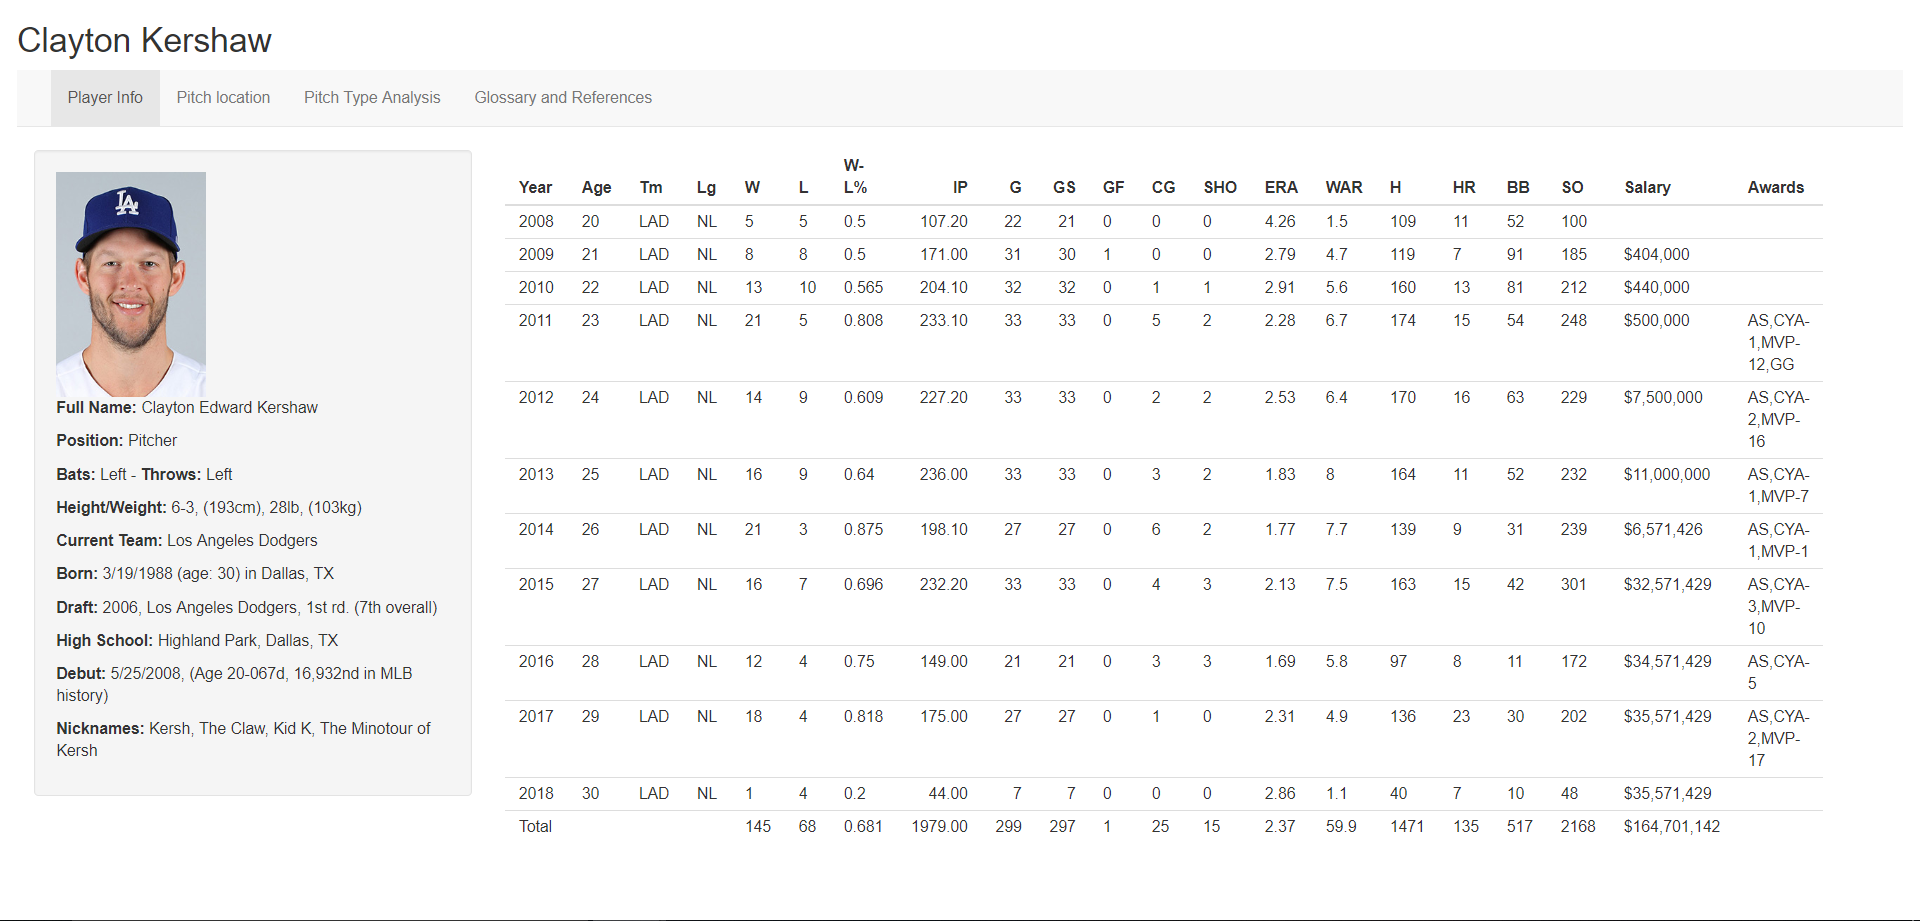 Clayton Kershaw
Player Info Pitch location Pitch Type Analysis Glossary and References
LA
Full Name: Clayton Edward Kershaw
Position: Pitcher
Bats: Left - Throws: Left
Height/Weight: 6-3, (193cm), 28lb, (103kg)
Current Team: Los Angeles Dodgers
Born: 3/19/1988 (age: 30) in Dallas, TX
Draft: 2006, Los Angeles Dodgers, 1st rd. (7th overall)
High School: Highland Park, Dallas, TX
Debut: 5/25/2008, (Age 20-067d, 16,932nd in MLB
history)
Nicknames: Kersh, The Claw, Kid K, The Minotour of
Kersh
W-
Year Age Tm Lg W L L% IP G GS GF CG SHO ERA WAR H HR BB SO Salary Awards
2008 20 LAD NL 5 5 0.5 107.20 22 21 0 0 0 4.26 1.5 109 11 52 100
2009 21 LAD NL 8 8 0.5 171.00 31 30 1 0 0 2.79 4.7 119 7 91 185 $404,000
2010 22 LAD NL 13 10 0.565 204.10 32 32 0 1 1 2.91 5.6 160 13 81 212 $440,000
2011 23 LAD NL 21 5 0.808 233.10 33 33 0 5 2 2.28 6.7 174 15 54 248 $500,000 AS,CYA-
1,MVP-
12,GG
2012 24 LAD NL 14 9 0.609 227.20 33 33 0 2 2 2.53 6.4 170 16 63 229 $7,500,000 AS,CYA-
2,MVP-
16
2013 25 LAD NL 16 9 0.64 236.00 33 33 0 3 2 1.83 8 164 11 52 232 $11,000,000 AS,CYA-
1,MVP-7
2014 26 LAD NL 21 3 0.875 198.10 27 27 0 6 2 1.77 7.7 139 9 31 239 $6,571,426 AS,CYA-
1,MVP-1
2015 27 LAD NL 16 7 0.696 232.20 33 33 0 4 3 2.13 7.5 163 15 42 301 $32,571,429 AS,CYA-
3,MVP-
10
2016 28 LAD NL 12 4 0.75 149.00 21 21 0 3 3 1.69 5.8 97 8 11 172 $34,571,429 AS,CYA-
5
2017 29 LAD NL 18 4 0.818 175.00 27 27 0 1 0 2.31 4.9 136 23 30 202 $35,571,429 AS,CYA-
2,MVP-
17
2018 30 LAD NL 1 4 0.2 44.00 7 7 0 0 0 2.86 1.1 40 7 10 48 $35,571,429
Total 145 68 0.681 1979.00 299 297 1 25 15 2.37 59.9 1471 135 517 2168 $164,701,142